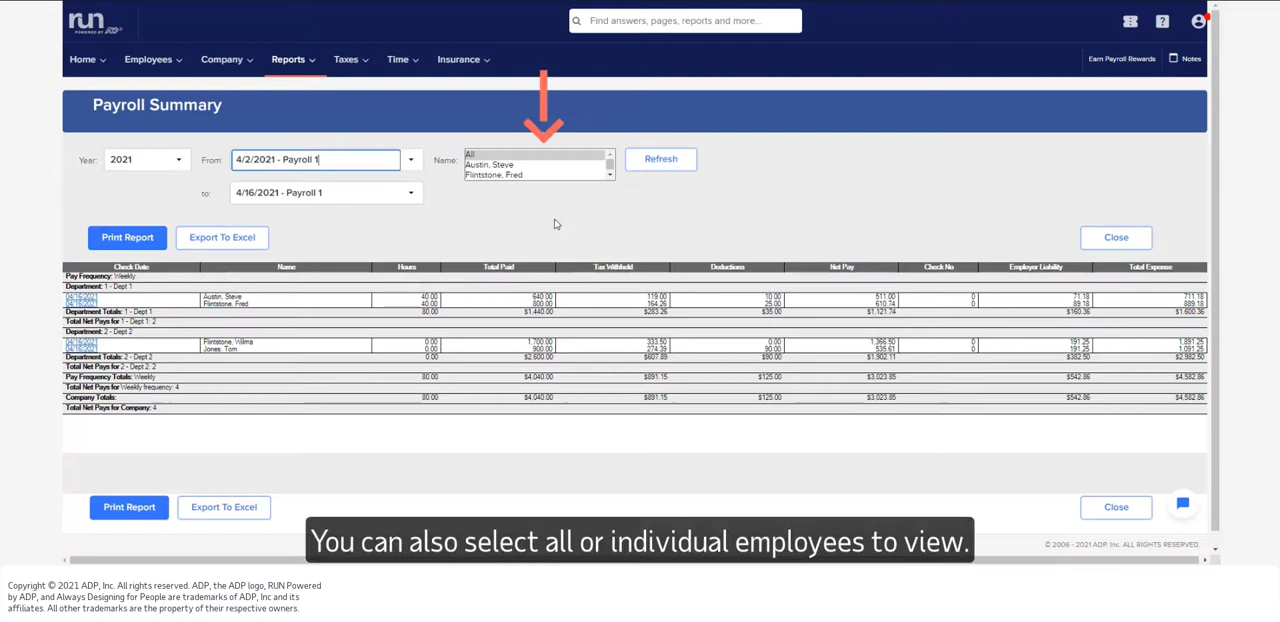 run
POWERED BY ADP
Find answers, pages, reports and more...
Home Employees Company Reports Taxes Time Insurance Earn Payroll Rewards Notes
Payroll Summary
Year: 2021 From: 4/2/2021 - Payroll 1 Name: All Refresh
Austin, Steve
Flintstone, Fred
to: 4/16/2021 - Payroll 1
Print Report Export To Excel Close
Check Date Name Hours Total Paid Tax Withheld Deductions Net Pay Check No Employer Liability Total Expense
Pay Frequency: Weekly
Department: 1 - Dept 1
Austin, Steve 40.00 640.00 119.00 10.00 511.00 0 71.18 711.18
Flintstone, Fred 40.00 800.00 164.26 25.00 610.74 0 89.18 889.18
Department Totals: 1 - Dept 1 80.00 $1,440.00 $283.26 $35.00 $1,121.74 $160.36 $1,600.36
Total Net Pays for 1 - Dept 1: 2
Department: 2 - Dept 2
Flintstone, Wilma 0.00 1,700.00 333.50 0.00 1,366.50 0 191.25 1,891.25
Jones, Tom 0.00 900.00 274.39 90.00 535.61 0 191.25 1,091.25
Department Totals: 2 - Dept 2 0.00 $2,600.00 $607.89 $90.00 $1,902.11 $382.50 $2,982.50
Total Net Pays for 2 - Dept 2: 2
Pay Frequency Totals: Weekly 80.00 $4,040.00 $891.15 $125.00 $3,023.85 $542.86 $4,582.86
Total Net Pays for Weekly frequency: 4
Company Totals: 80.00 $4,040.00 $891.15 $125.00 $3,023.85 $542.86 $4,582.86
Total Net Pays for Company: 4
Print Report Export To Excel Close
You can also select all or individual employees to view.
© 2006 - 2021 ADP, Inc. ALL RIGHTS RESERVED.
Copyright © 2021 ADP, Inc. All rights reserved. ADP, the ADP logo, RUN Powered
by ADP, and Always Designing for People are trademarks of ADP, Inc and its
affiliates. All other trademarks are the property of their respective owners.